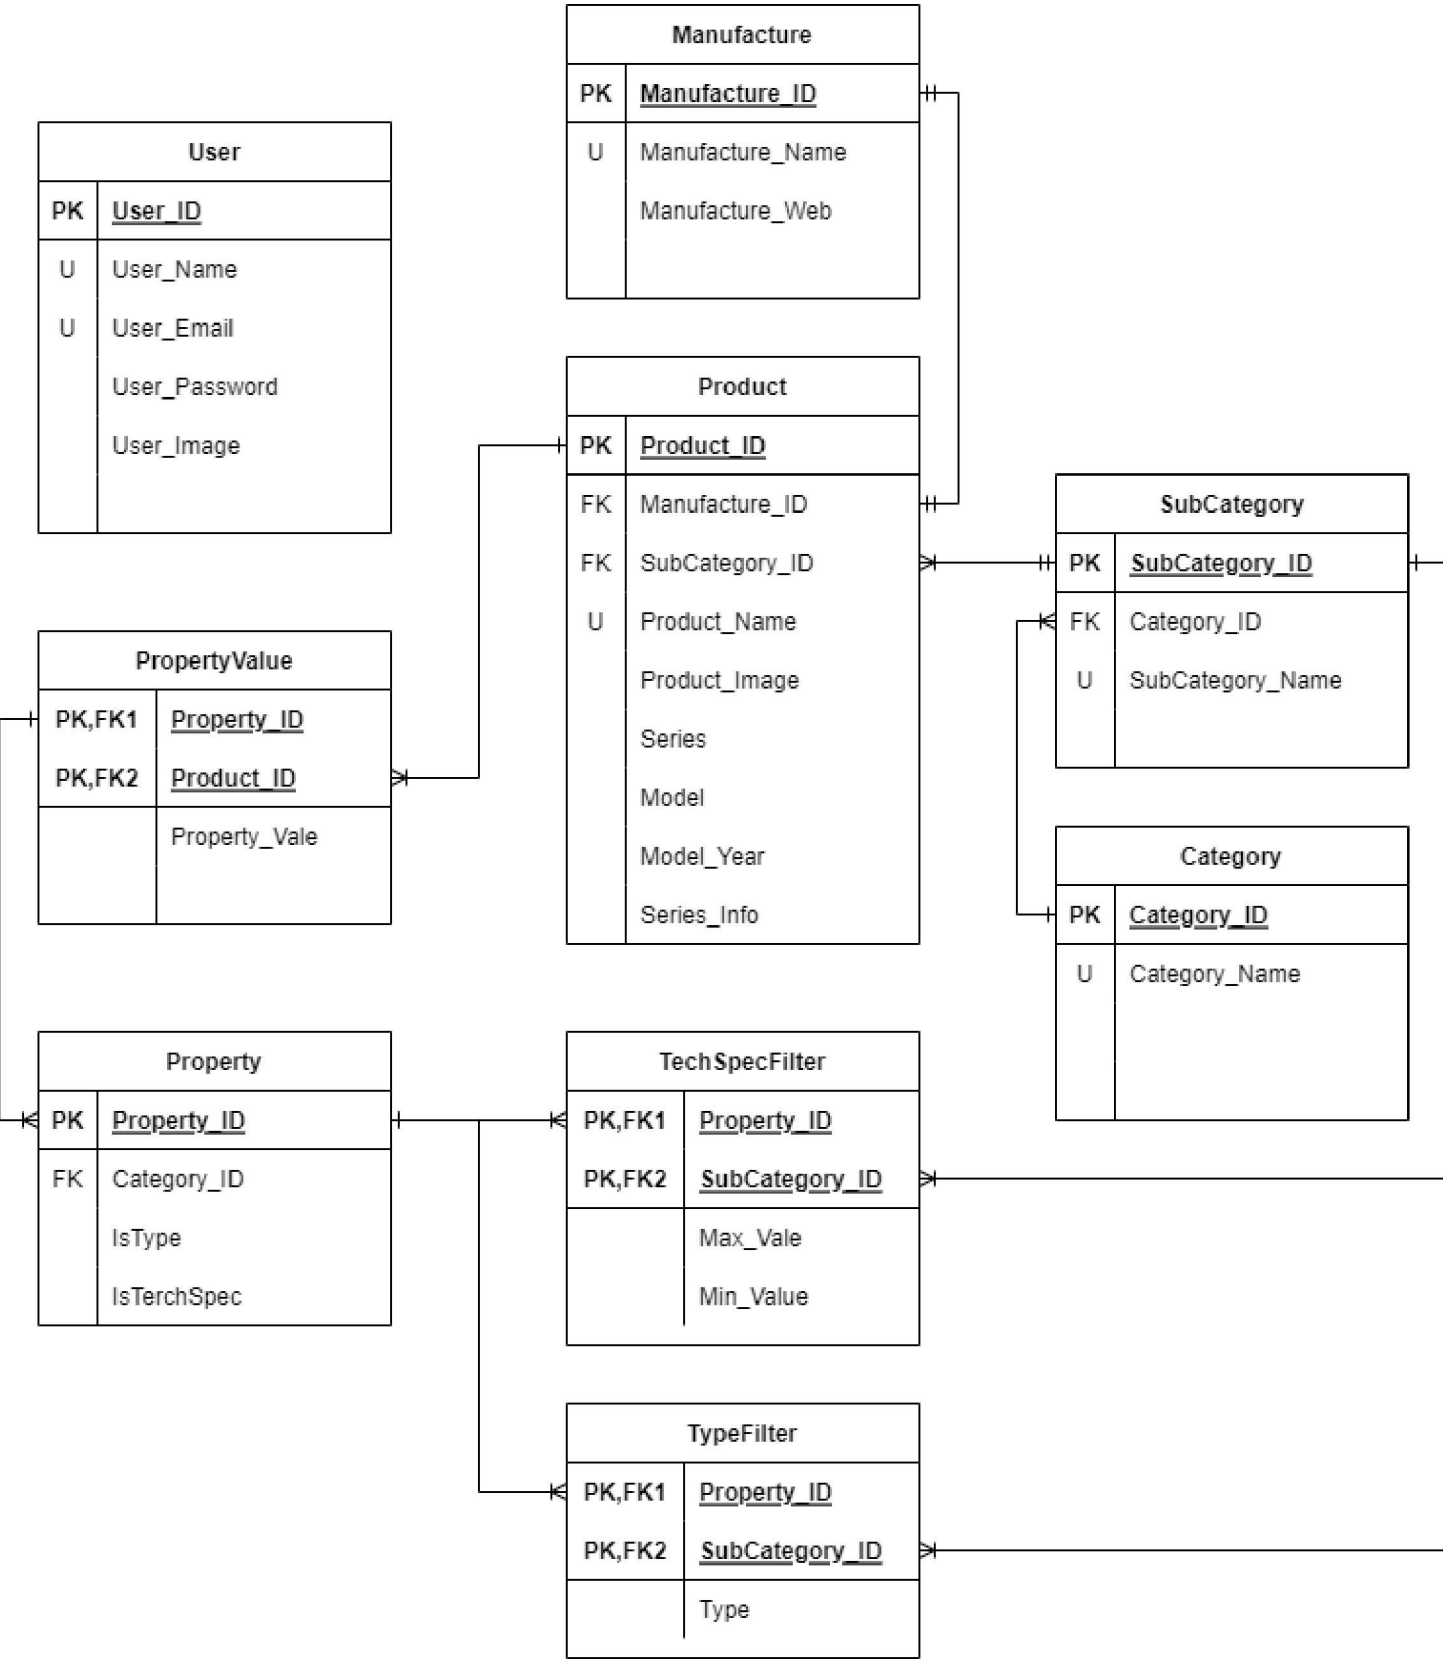 Manufacture
PK Manufacture_ID
U Manufacture_Name
Manufacture_Web
User
PK User_ID
U User_Name
U User_Email
User_Password
User_Image
Product
PK Product_ID
FK Manufacture_ID
FK SubCategory_ID
U Product_Name
Product_Image
Series
Model
Model_Year
Series_Info
SubCategory
PK SubCategory_ID
FK Category_ID
U SubCategory_Name
PropertyValue
PK,FK1 Property_ID
PK,FK2 Product_ID
Property_Vale
Category
PK Category_ID
U Category_Name
Property
PK Property_ID
FK Category_ID
IsType
IsTerchSpec
TechSpecFilter
PK,FK1 Property_ID
PK,FK2 SubCategory_ID
Max_Vale
Min_Value
TypeFilter
PK,FK1 Property_ID
PK,FK2 SubCategory_ID
Type